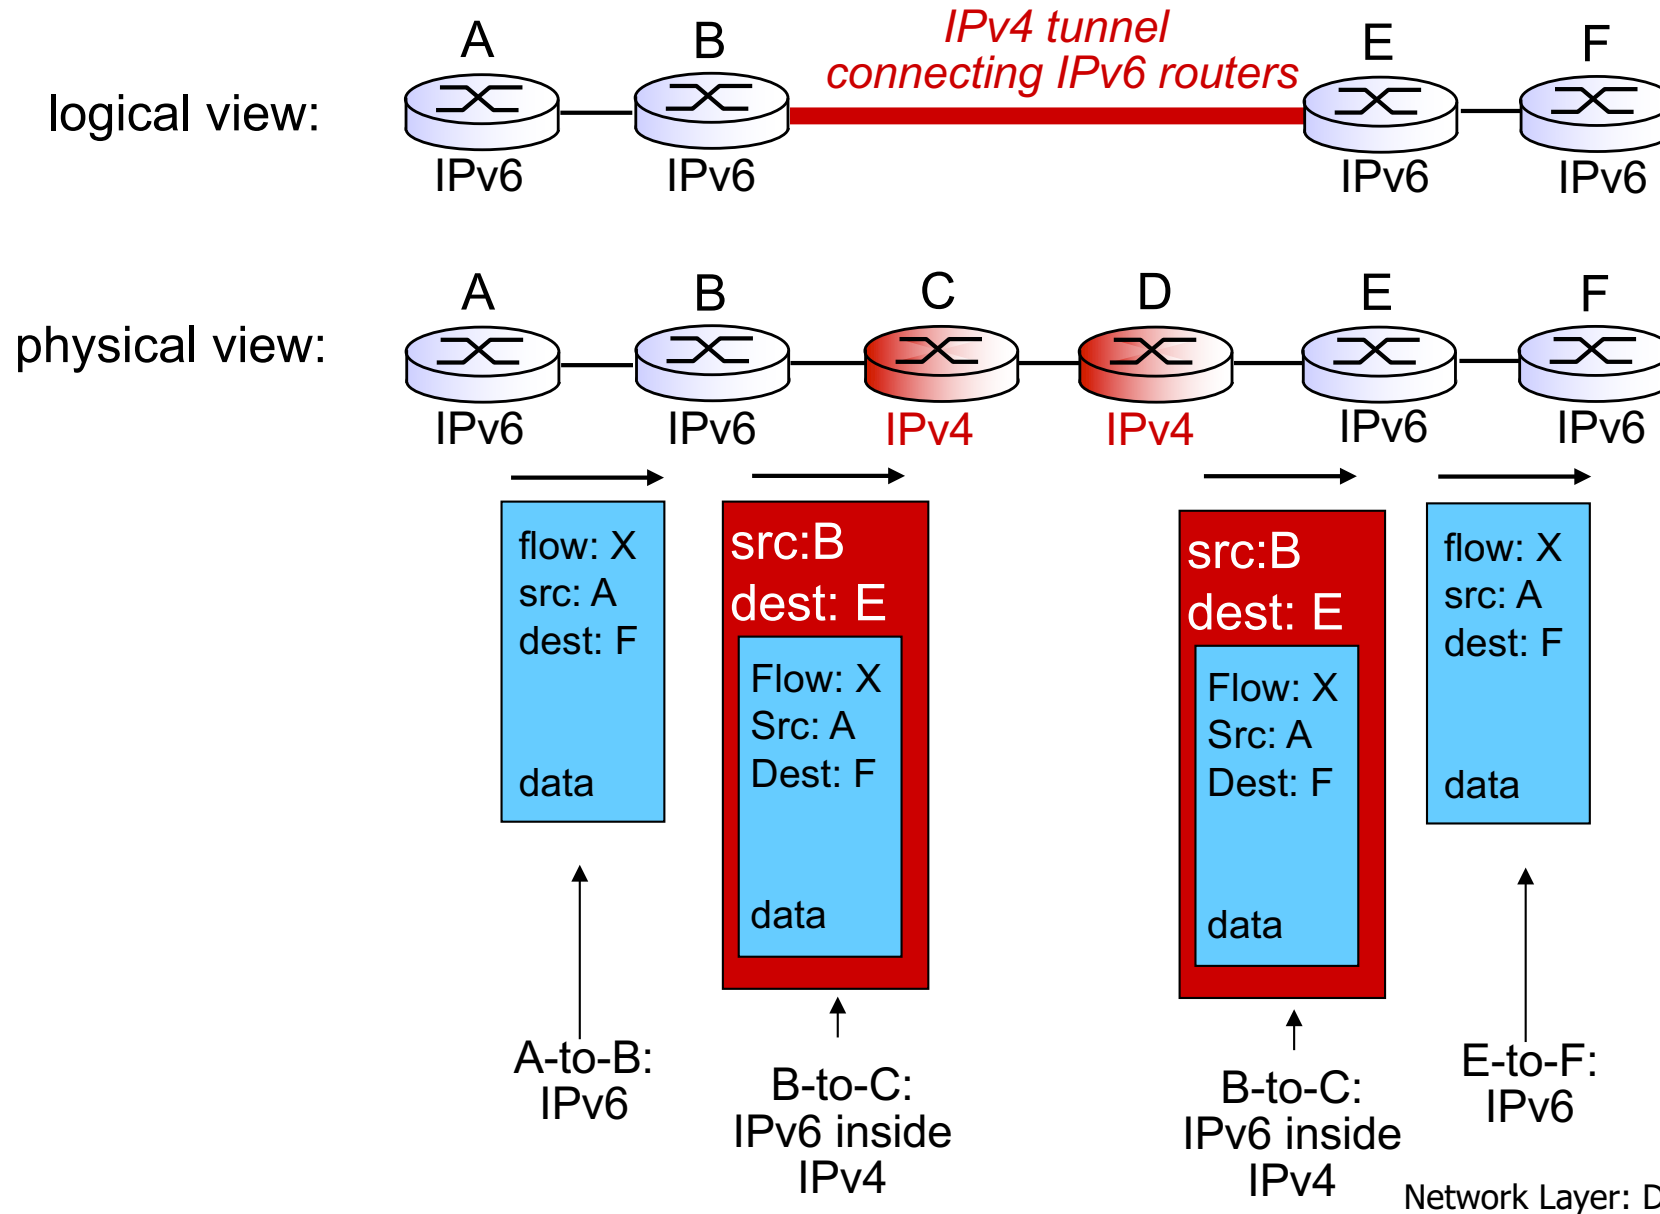 A
B
IPv4 tunnel
connecting IPv6 routers
E
F
logical view:
IPv6
IPv6
IPv6
IPv6
A
B
C
D
E
F
physical view:
IPv6
IPv6
IPv4
IPv4
IPv6
IPv6
flow: X
src: A
dest: F
data
src:B
dest: E
Flow: X
Src: A
Dest: F
data
src:B
dest: E
Flow: X
Src: A
Dest: F
data
flow: X
src: A
dest: F
data
A-to-B:
IPv6
B-to-C:
IPv6 inside
IPv4
B-to-C:
IPv6 inside
IPv4
E-to-F:
IPv6
Network Layer: D